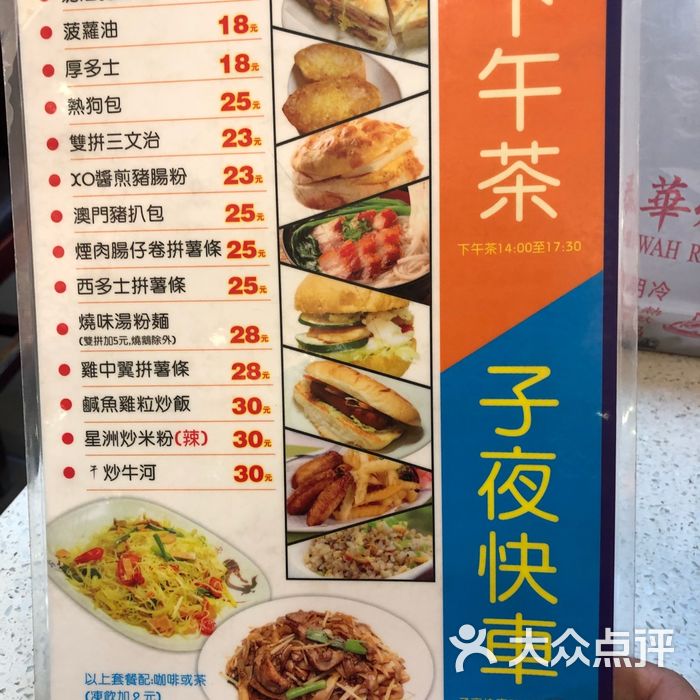 菠蘿油 18元
厚多士 18元
熱狗包 25元
雙拼三文治 23元
XO醬煎豬腸粉 23元
澳門豬扒包 25元
煙肉腸仔卷拼薯條 25元
西多士拼薯條 25元
燒味湯粉麵 28元
(雙拼加5元,燒鵝除外)
雞中翼拼薯條 28元
鹹魚雞粒炒飯 30元
星洲炒米粉(辣) 30元
干炒牛河 30元
以上套餐配:咖啡或茶
(凍飲加2元)
下午茶
下午茶14:00至17:30
子夜快車
華
WAH R
大众点评